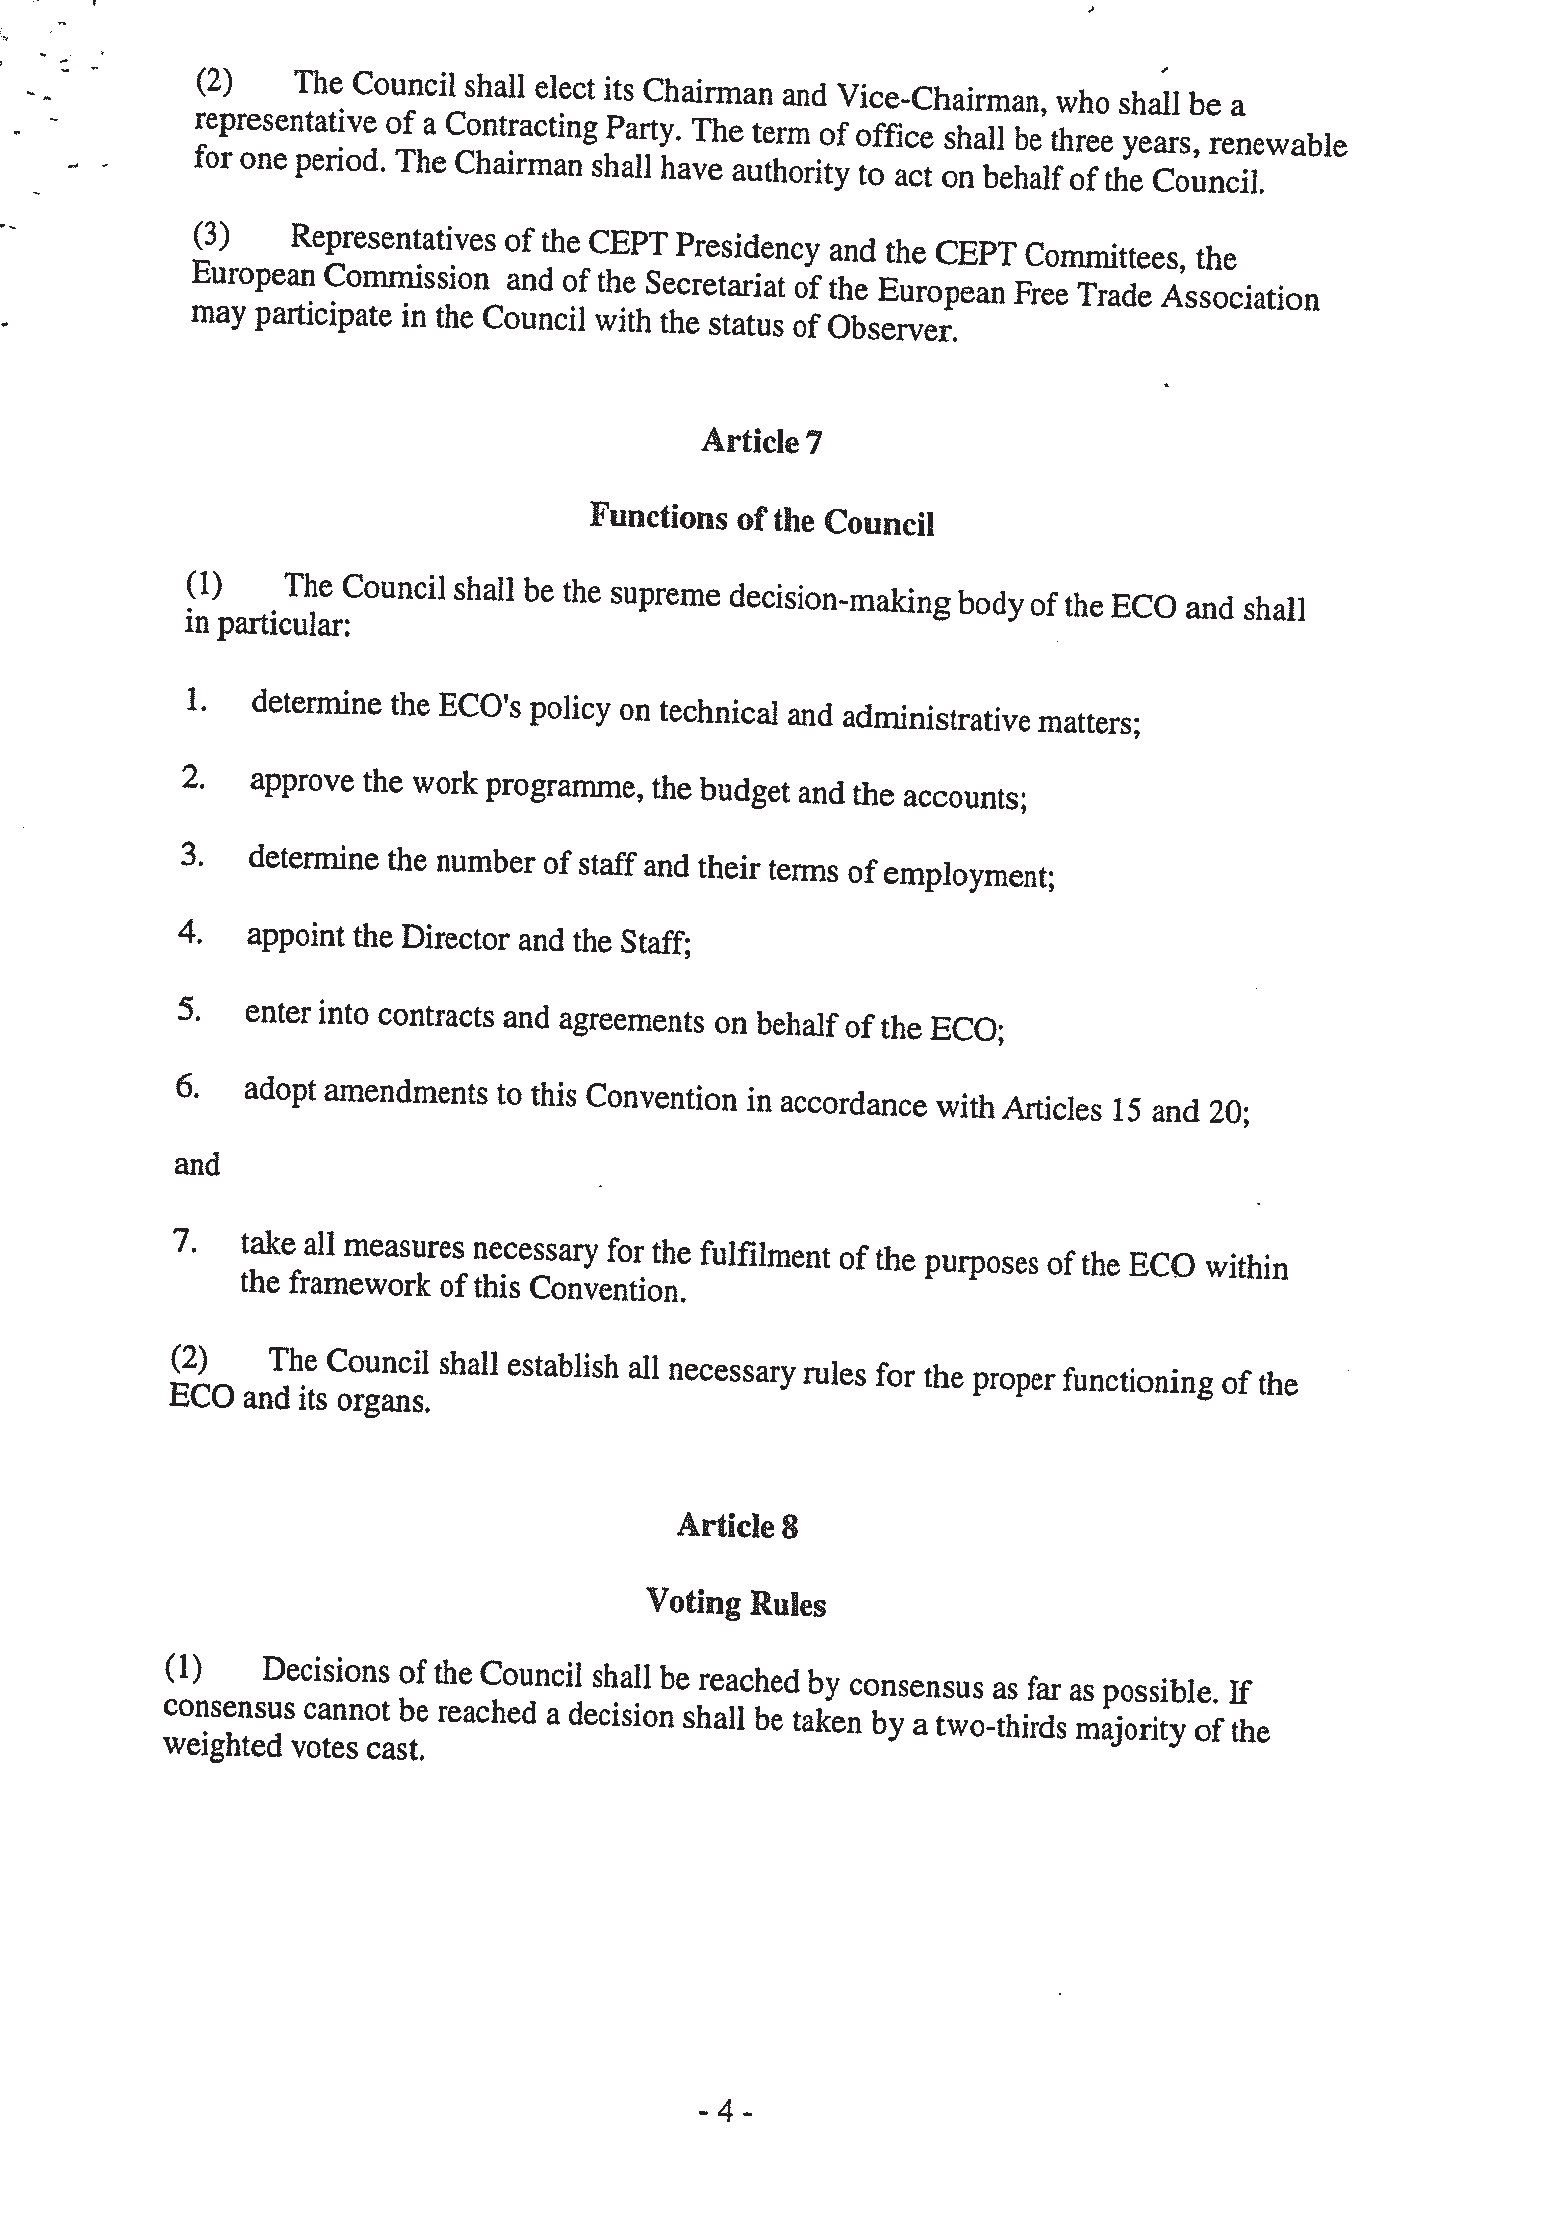 (2) The Council shall elect its Chairman and Vice-Chairman, who shall be a
representative of a Contracting Party. The term of office shall be three years, renewable
for one period. The Chairman shall have authority to act on behalf of the Council.
(3) Representatives of the CEPT Presidency and the CEPT Committees, the
European Commission and of the Secretariat of the European Free Trade Association
may participate in the Council with the status of Observer.
Article 7
Functions of the Council
(1) The Council shall be the supreme decision-making body of the ECO and shall
in particular:
1. determine the ECO's policy on technical and administrative matters;
2. approve the work programme, the budget and the accounts;
3. determine the number of staff and their terms of employment;
4. appoint the Director and the Staff;
5. enter into contracts and agreements on behalf of the ECO;
6. adopt amendments to this Convention in accordance with Articles 15 and 20;
and
7. take all measures necessary for the fulfilment of the purposes of the ECO within
the framework of this Convention.
(2) The Council shall establish all necessary rules for the proper functioning of the
ECO and its organs.
Article 8
Voting Rules
(1) Decisions of the Council shall be reached by consensus as far as possible. If
consensus cannot be reached a decision shall be taken by a two-thirds majority of the
weighted votes cast.
- 4 -